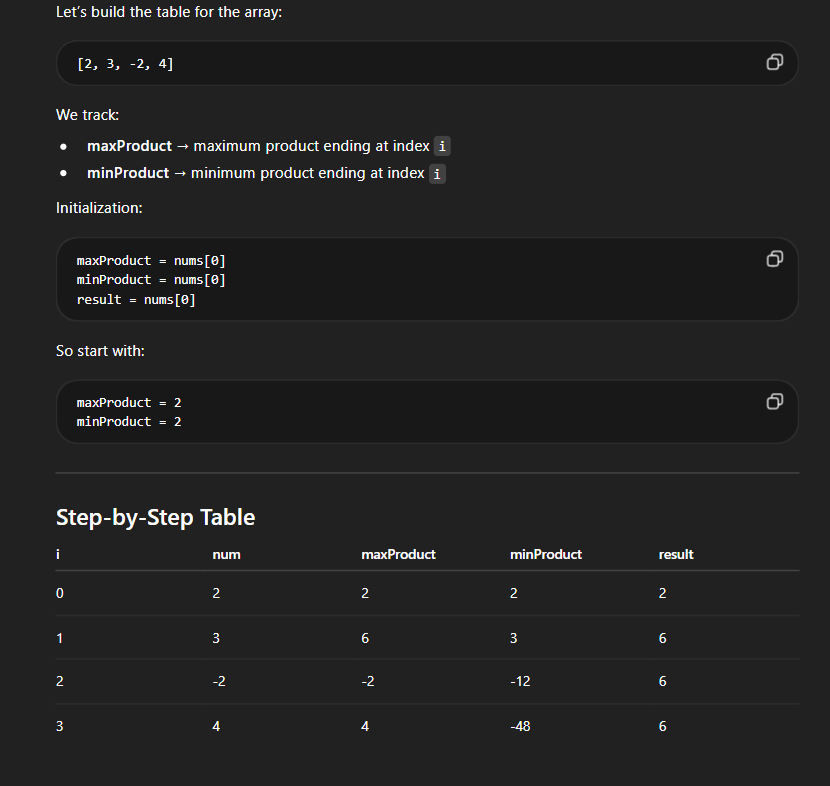 Let's build the table for the array:
[2, 3, -2, 4]
We track:
• maxProduct → maximum product ending at index i
• minProduct → minimum product ending at index i
Initialization:
maxProduct = nums[0]
minProduct = nums[0]
result = nums[0]
So start with:
maxProduct = 2
minProduct = 2
Step-by-Step Table
i num maxProduct minProduct result
0 2 2 2 2
1 3 6 3 6
2 -2 -2 -12 6
3 4 4 -48 6